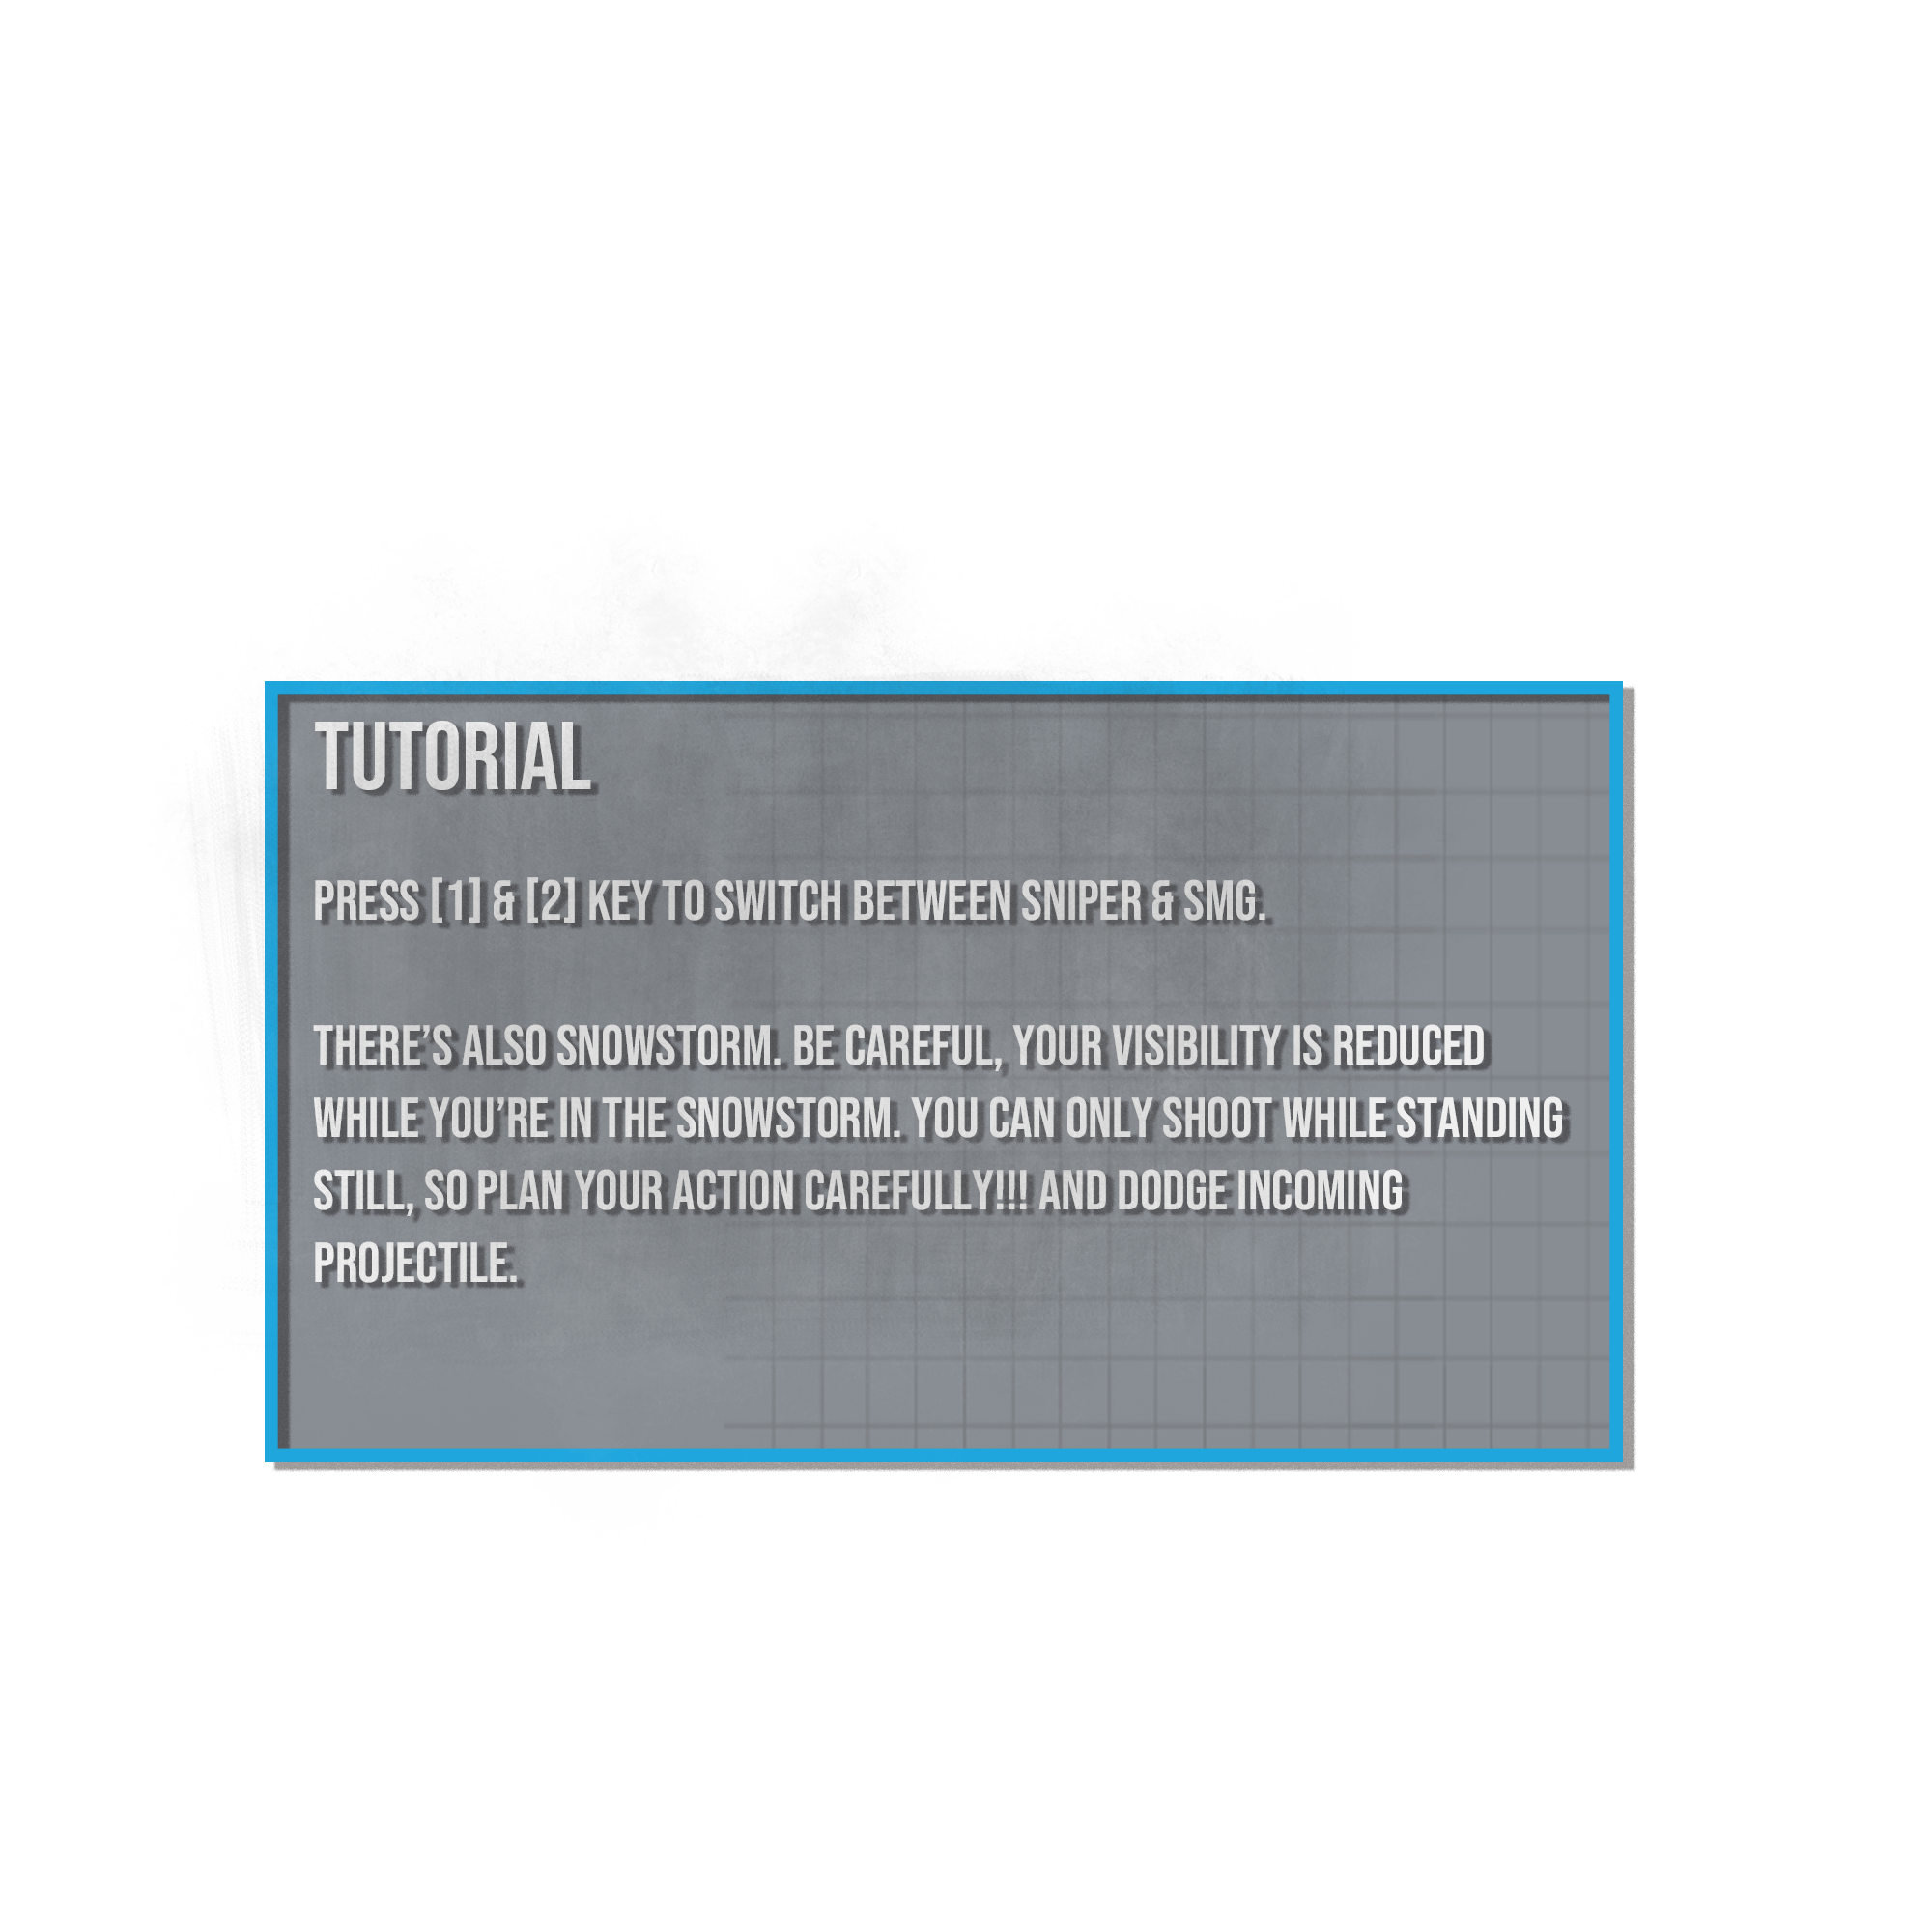 TUTORIAL
PRESS [1] & [2] KEY TO SWITCH BETWEEN SNIPER & SMG.
THERE’S ALSO SNOWSTORM. BE CAREFUL, YOUR VISIBILITY IS REDUCED
WHILE YOU’RE IN THE SNOWSTORM. YOU CAN ONLY SHOOT WHILE STANDING
STILL, SO PLAN YOUR ACTION CAREFULLY!!! AND DODGE INCOMING
PROJECTILE.